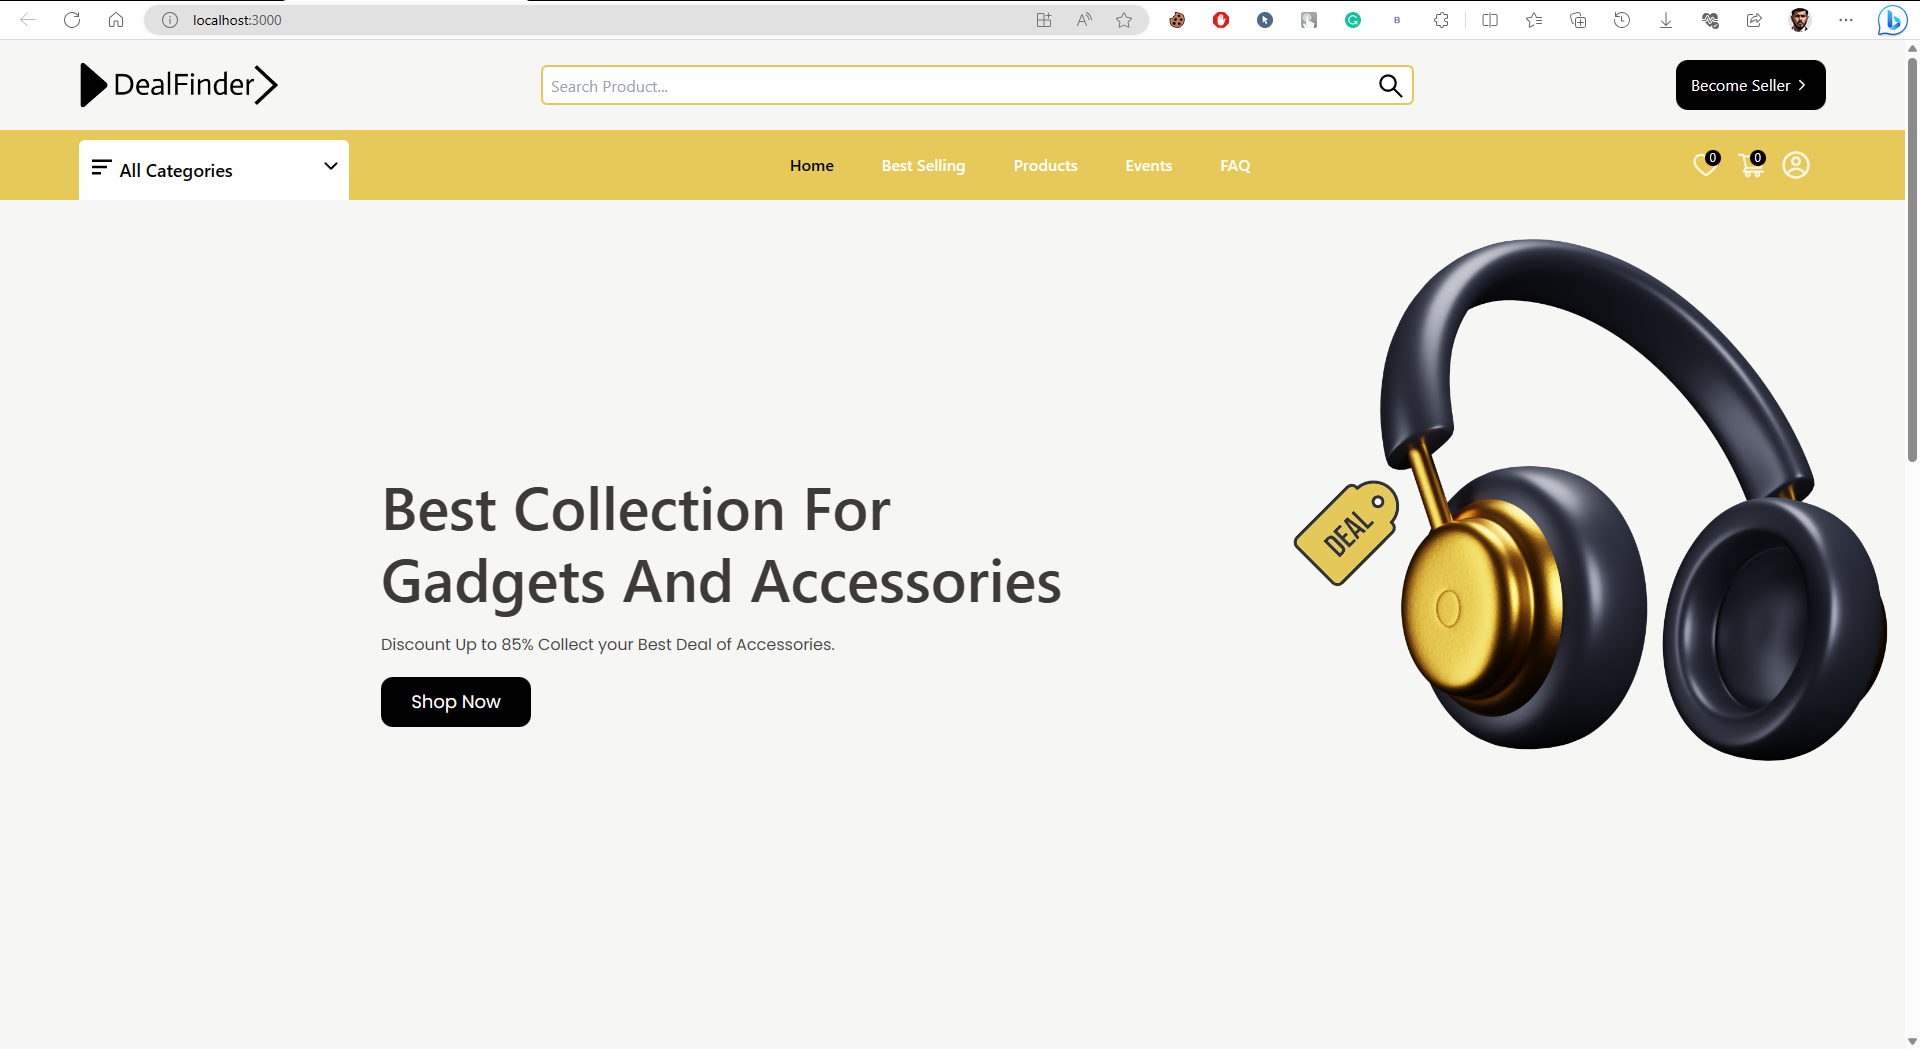 localhost:3000
DealFinder
Search Product...
Become Seller
All Categories
Home
Best Selling
Products
Events
FAQ
0
0
Best Collection For
Gadgets And Accessories
DEAL
Discount Up to 85% Collect your Best Deal of Accessories.
Shop Now